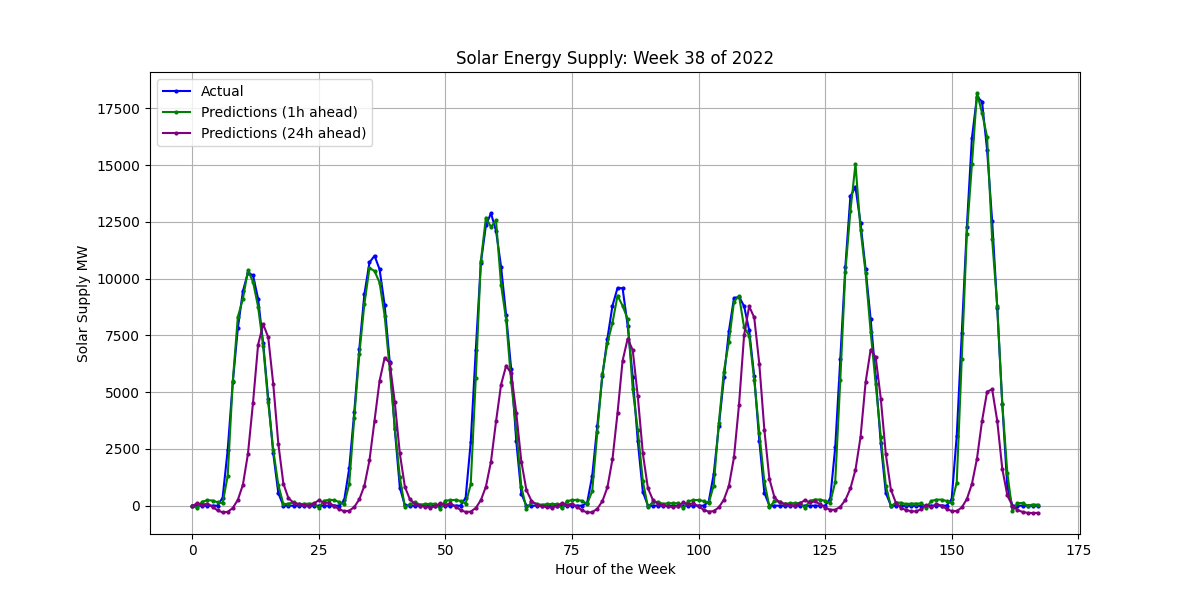 Solar Energy Supply: Week 38 of 2022
Actual
Predictions (1h ahead)
Predictions (24h ahead)
Solar Supply MW
17500
15000
12500
10000
7500
5000
2500
0
0 25 50 75 100 125 150 175
Hour of the Week